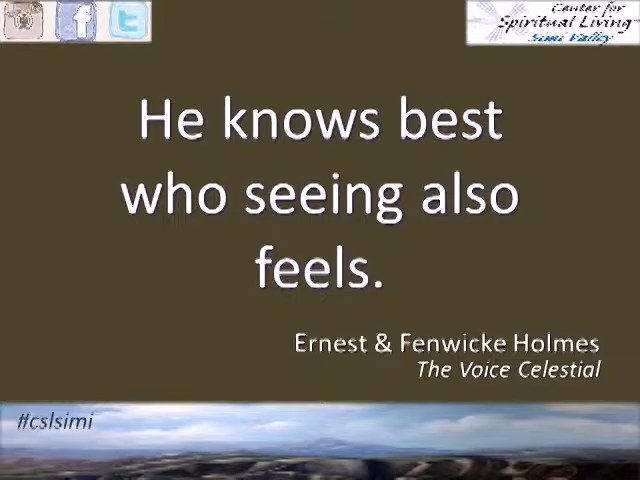 Center for
Spiritual Living
Simi Valley
He knows best
who seeing also
feels.
Ernest & Fenwicke Holmes
The Voice Celestial
#cslsimi